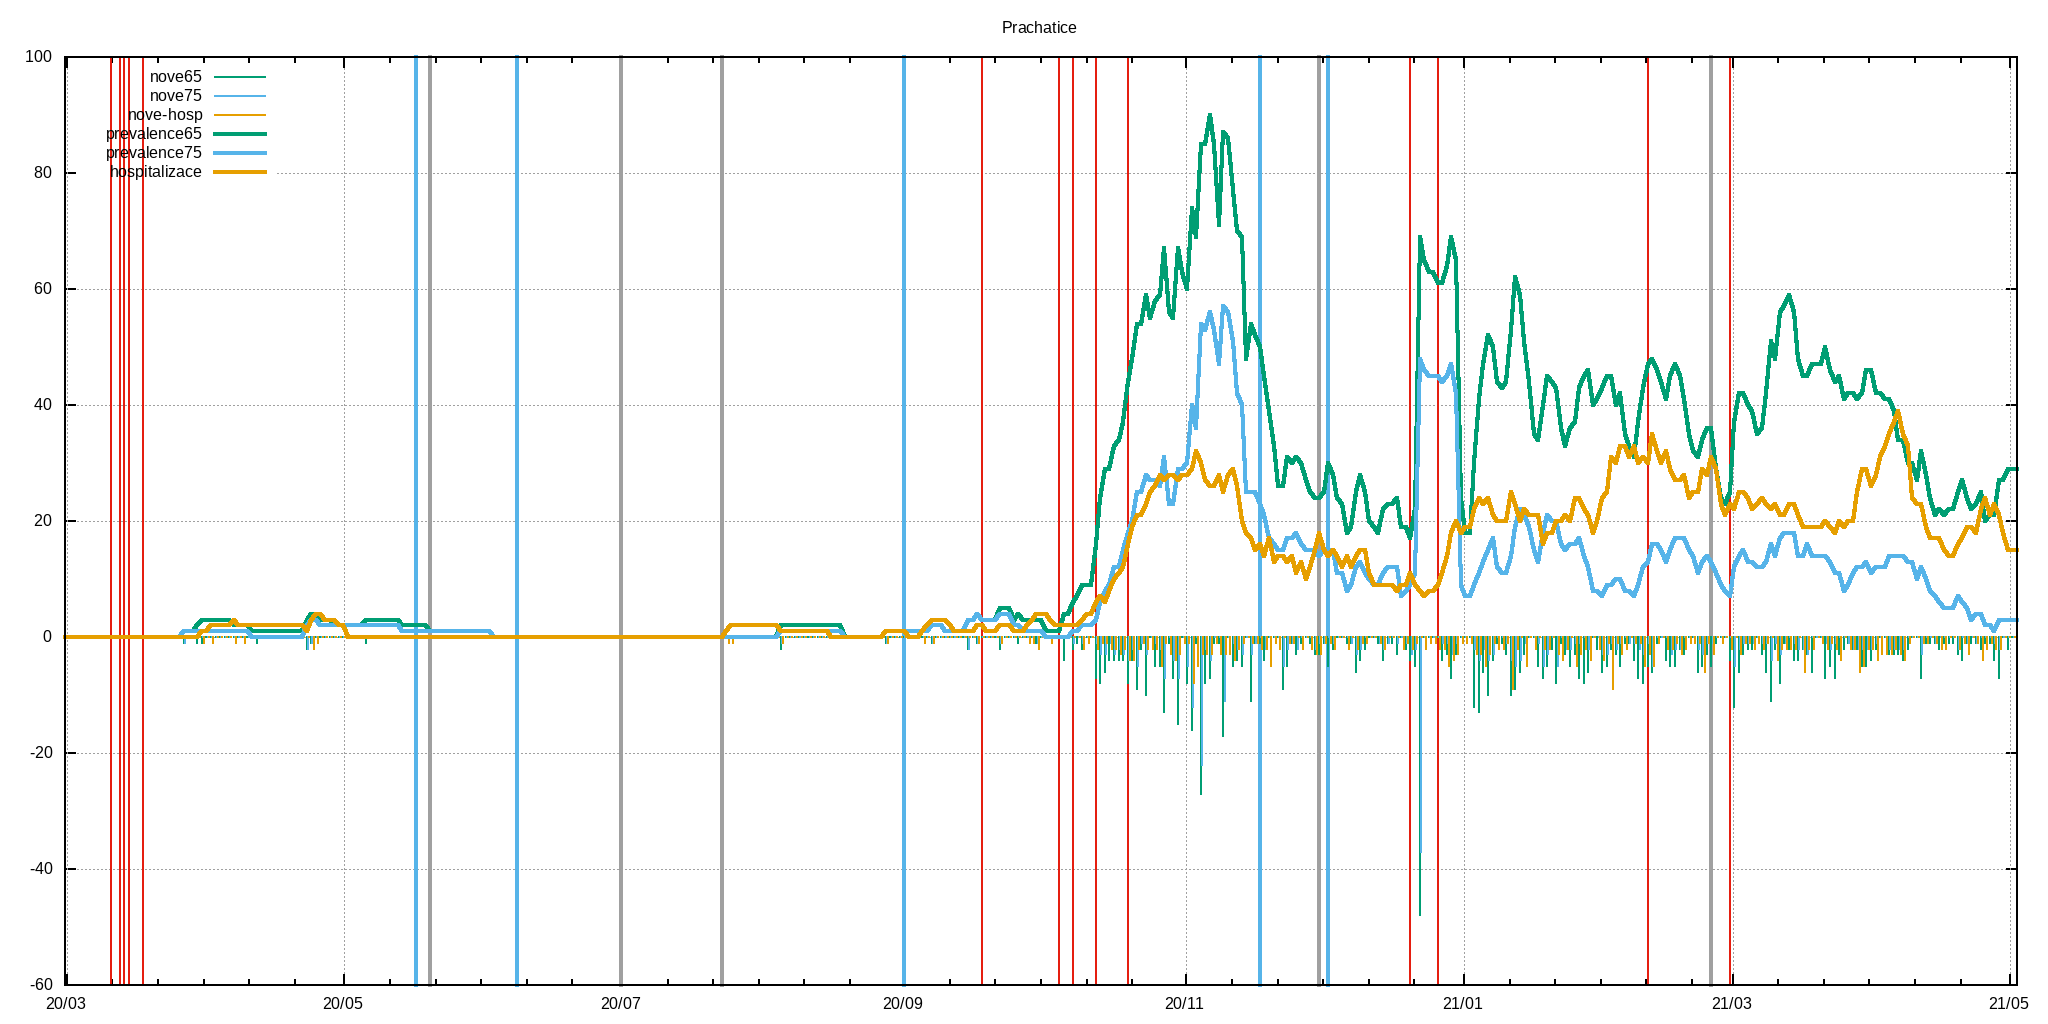 Prachatice
100
80
60
40
20
0
-20
-40
-60
nove65
nove75
nove-hosp
prevalence65
prevalence75
hospitalizace
20/03 20/05 20/07 20/09 20/11 21/01 21/03 21/05